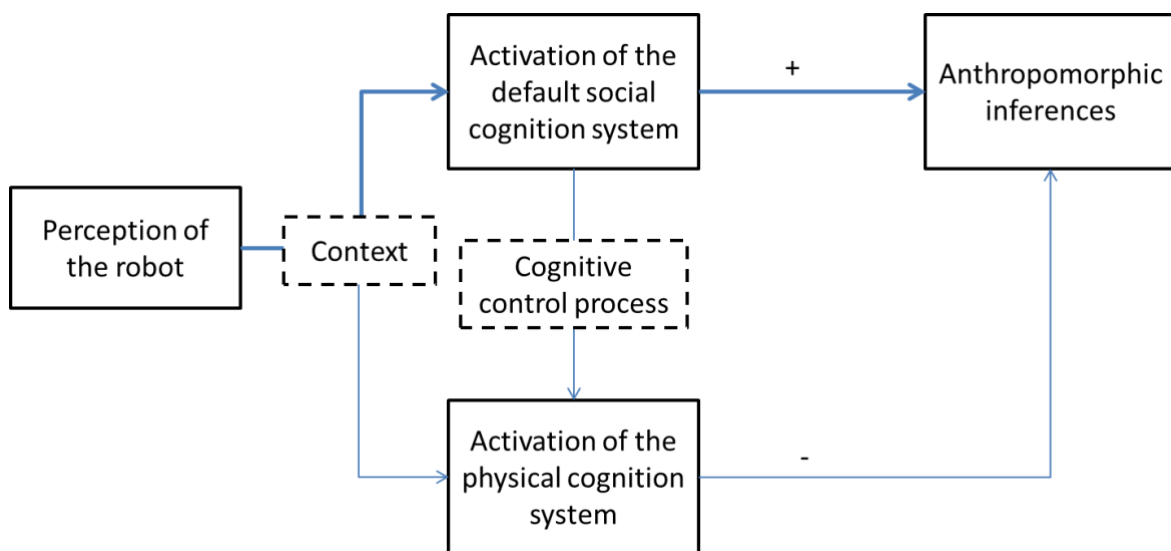 Perception of
the robot
Context
Activation of the
default social
cognition system
+
Anthropomorphic
inferences
Cognitive
control process
Activation of the
physical cognition
system
-